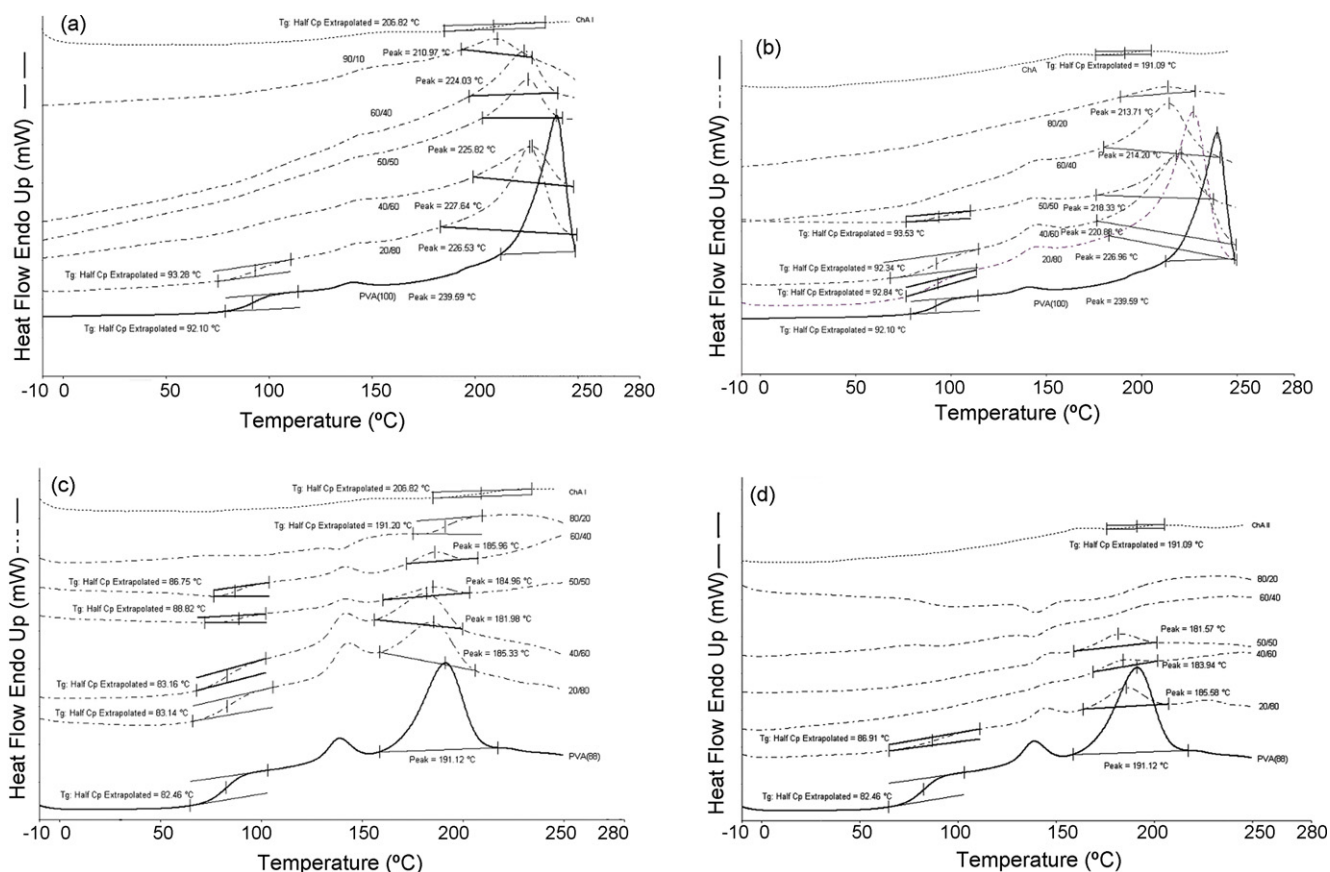 (a)
Tg: Half Cp Extrapolated = 206.82 °C
ChA I
Peak = 210.97 °C
90/10
Peak = 224.03 °C
60/40
50/50
Peak = 225.82 °C
40/60
Peak = 227.64 °C
20/80
Peak = 226.53 °C
Tg: Half Cp Extrapolated = 93.28 °C
PVA(100)
Peak = 239.59 °C
Tg: Half Cp Extrapolated = 92.10 °C
Heat Flow Endo Up (mW)
-10 0 50 100 150 200 250 280
Temperature (ºC)
(b)
Tg: Half Cp Extrapolated = 191.09 °C
ChA
Peak = 213.71 °C
80/20
Peak = 214.20 °C
60/40
50/50
Peak = 218.33 °C
Tg: Half Cp Extrapolated = 93.53 °C
40/60
Peak = 220.88 °C
20/80
Peak = 226.96 °C
Tg: Half Cp Extrapolated = 92.34 °C
Tg: Half Cp Extrapolated = 92.84 °C
PVA(100)
Peak = 239.59 °C
Tg: Half Cp Extrapolated = 92.10 °C
Heat Flow Endo Up (mW)
-10 0 50 100 150 200 250 280
Temperature (ºC)
(c)
Tg: Half Cp Extrapolated = 206.82 °C
ChA I
80/20
Tg: Half Cp Extrapolated = 191.20 °C
60/40
Peak = 185.96 °C
Tg: Half Cp Extrapolated = 86.75 °C
Peak = 184.96 °C
50/50
Tg: Half Cp Extrapolated = 88.82 °C
Peak = 181.98 °C
40/60
Peak = 185.33 °C
Tg: Half Cp Extrapolated = 83.16 °C
20/80
Tg: Half Cp Extrapolated = 83.14 °C
PVA(88)
Peak = 191.12 °C
Tg: Half Cp Extrapolated = 82.46 °C
Heat Flow Endo Up (mW)
-10 0 50 100 150 200 250 280
Temperature (ºC)
(d)
ChA II
Tg: Half Cp Extrapolated = 191.09 °C
80/20
60/40
Peak = 181.57 °C
50/50
40/60
Peak = 183.94 °C
Peak = 185.58 °C
20/80
Tg: Half Cp Extrapolated = 86.91 °C
PVA(88)
Peak = 191.12 °C
Tg: Half Cp Extrapolated = 82.46 °C
Heat Flow Endo Up (mW)
-10 0 50 100 150 200 250 280
Temperature (ºC)